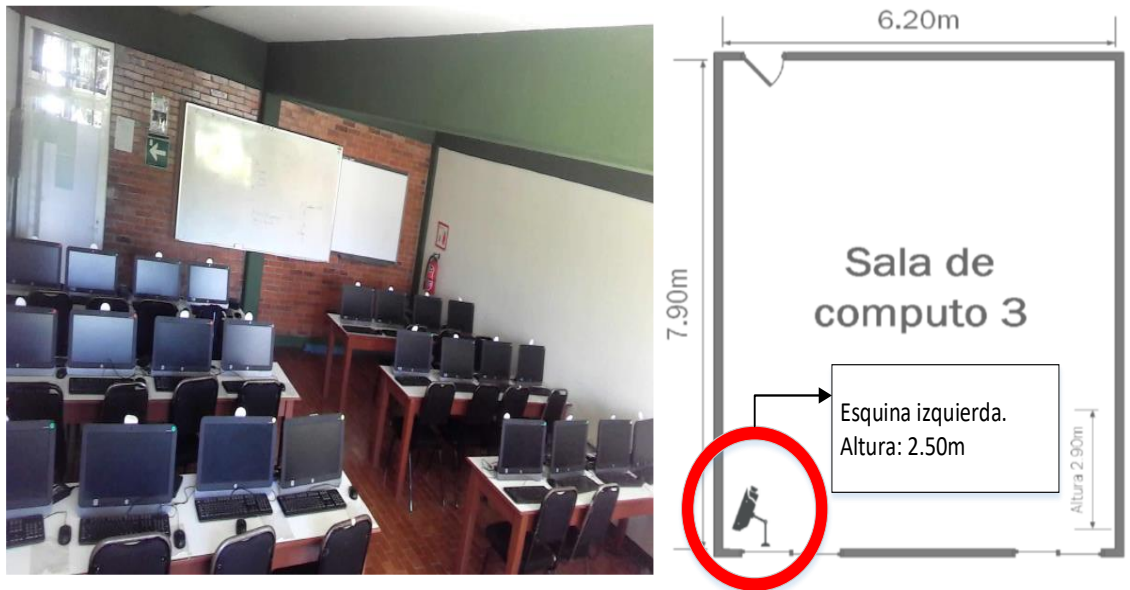 6.20m
7.90m
Sala de
computo 3
Esquina izquierda.
Altura: 2.50m
Altura 2.90m